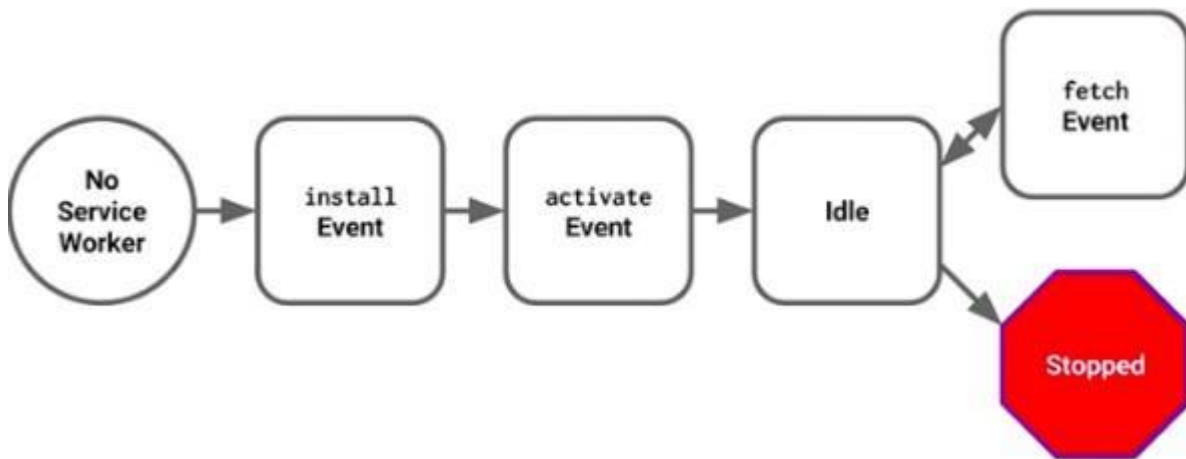 No
Service
Worker
install
Event
activate
Event
Idle
fetch
Event
Stopped